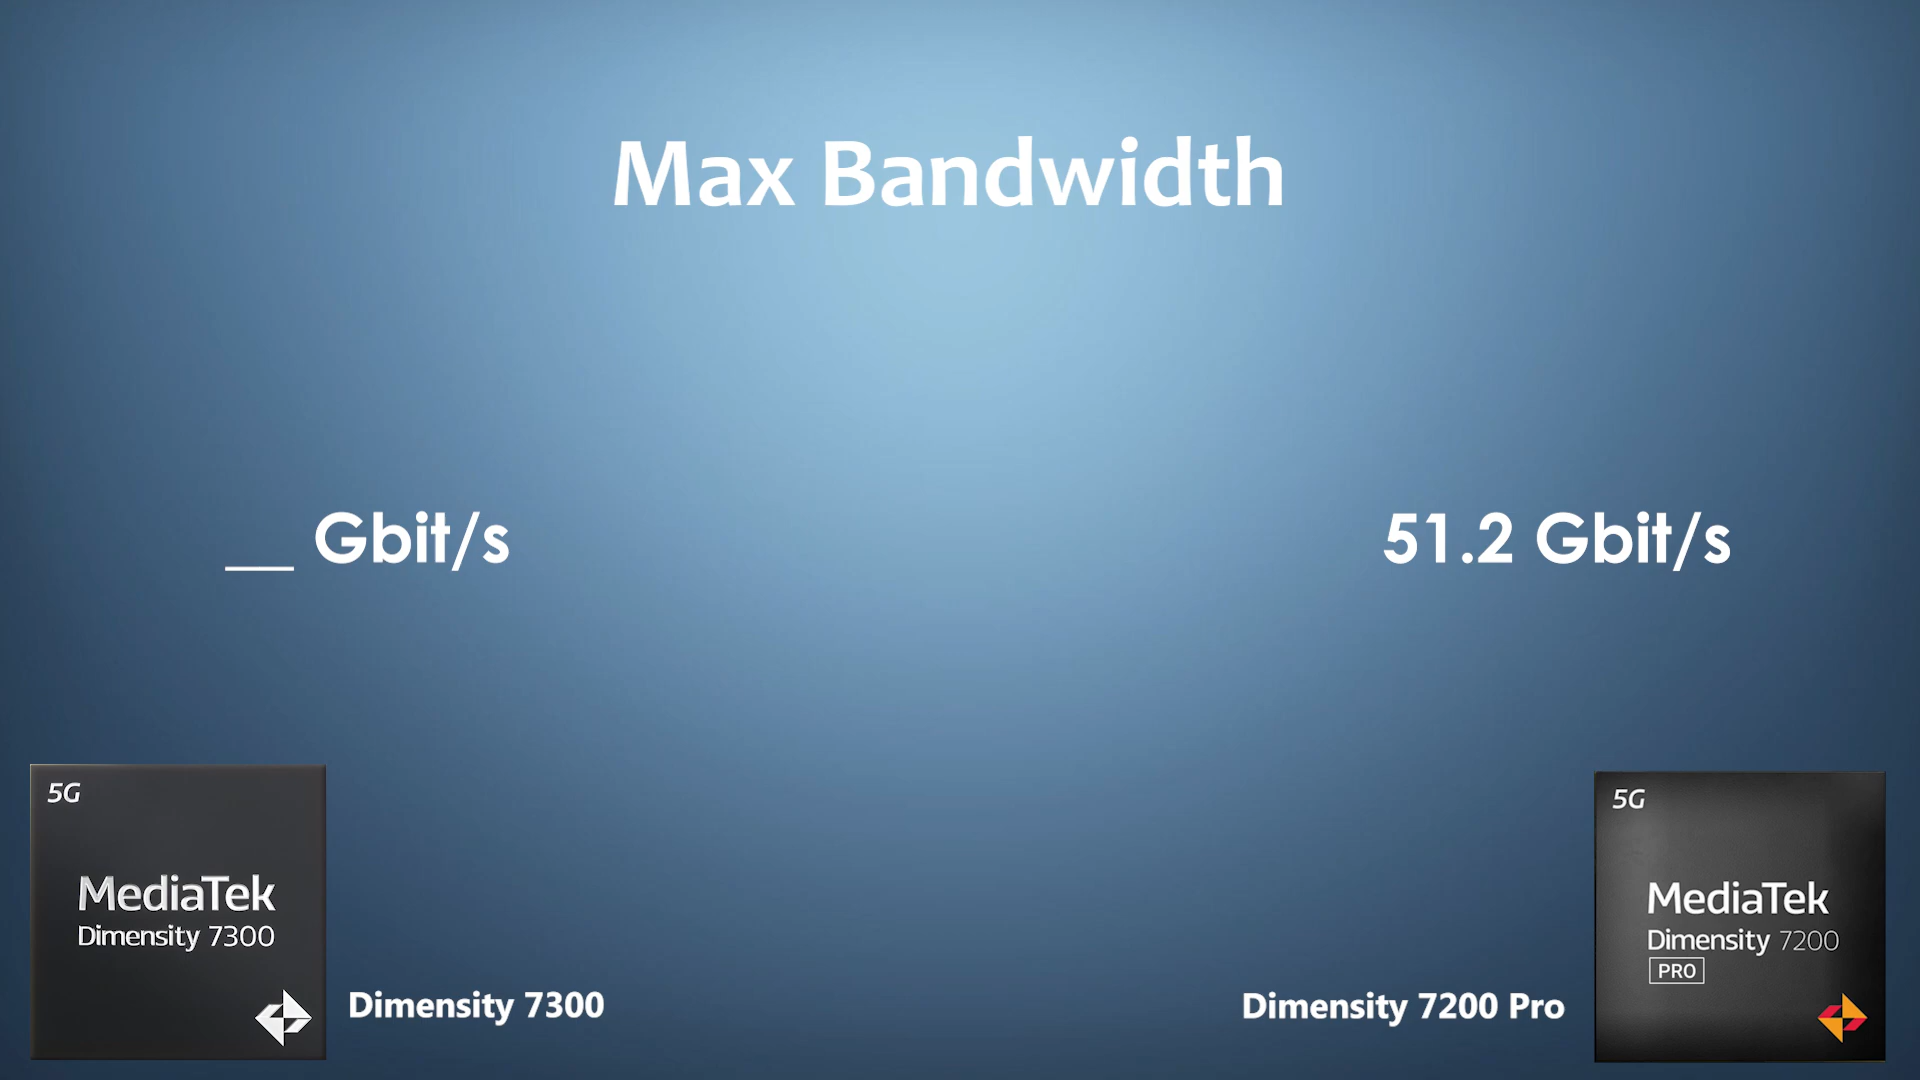 Max Bandwidth
__ Gbit/s
51.2 Gbit/s
5G
MediaTek
Dimensity 7300
Dimensity 7300
Dimensity 7200 Pro
5G
MediaTek
Dimensity 7200
PRO